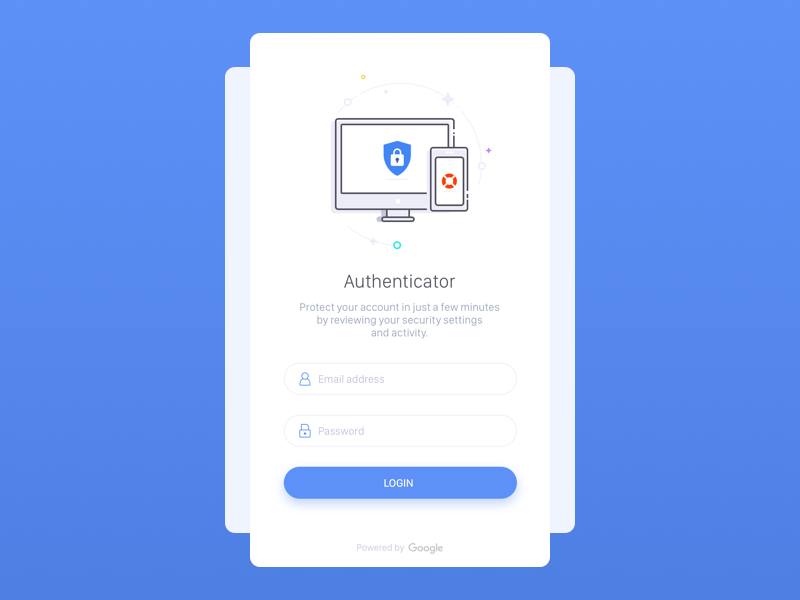 Authenticator
Protect your account in just a few minutes
by reviewing your security settings
and activity.
Email address
Password
LOGIN
Powered by Google